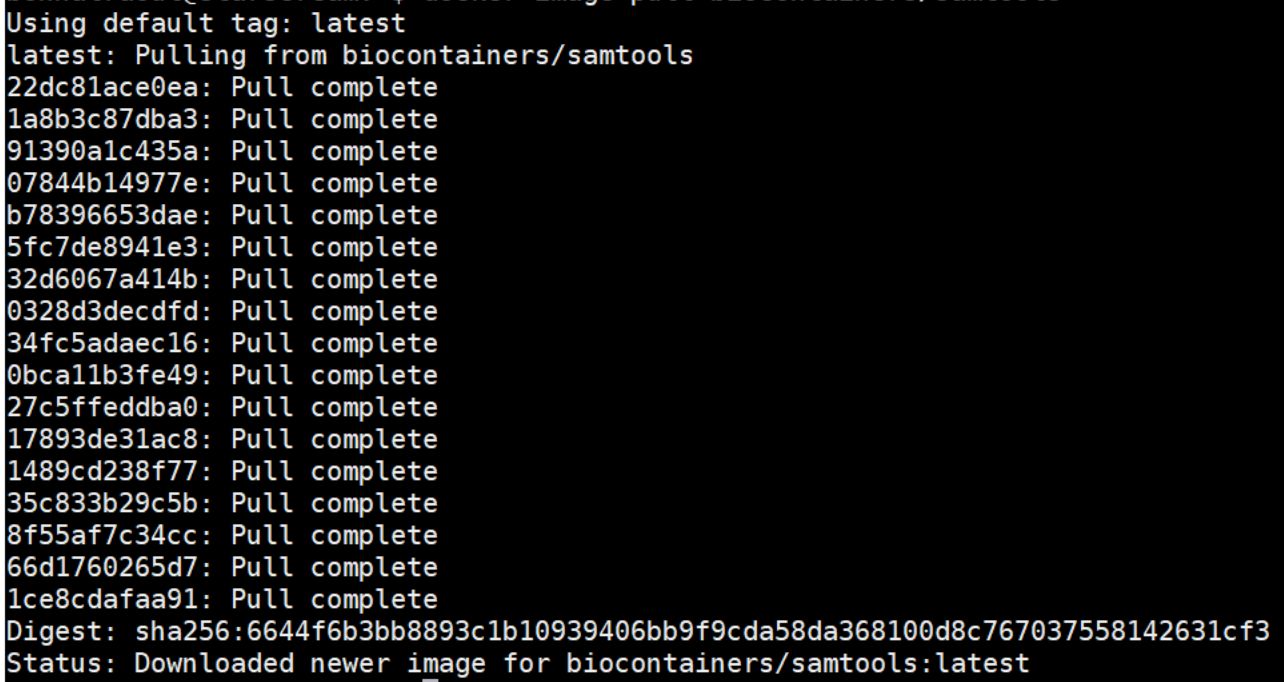 Using default tag: latest
latest: Pulling from biocontainers/samtools
22dc81ace0ea: Pull complete
1a8b3c87dba3: Pull complete
91390a1c435a: Pull complete
07844b14977e: Pull complete
b78396653dae: Pull complete
5fc7de8941e3: Pull complete
32d6067a414b: Pull complete
0328d3decdfd: Pull complete
34fc5adaec16: Pull complete
0bca11b3fe49: Pull complete
27c5ffeddba0: Pull complete
17893de31ac8: Pull complete
1489cd238f77: Pull complete
35c833b29c5b: Pull complete
8f55af7c34cc: Pull complete
66d1760265d7: Pull complete
1ce8cdafaa91: Pull complete
Digest: sha256:6644f6b3bb8893c1b10939406bb9f9cda58da368100d8c767037558142631cf3
Status: Downloaded newer image for biocontainers/samtools:latest